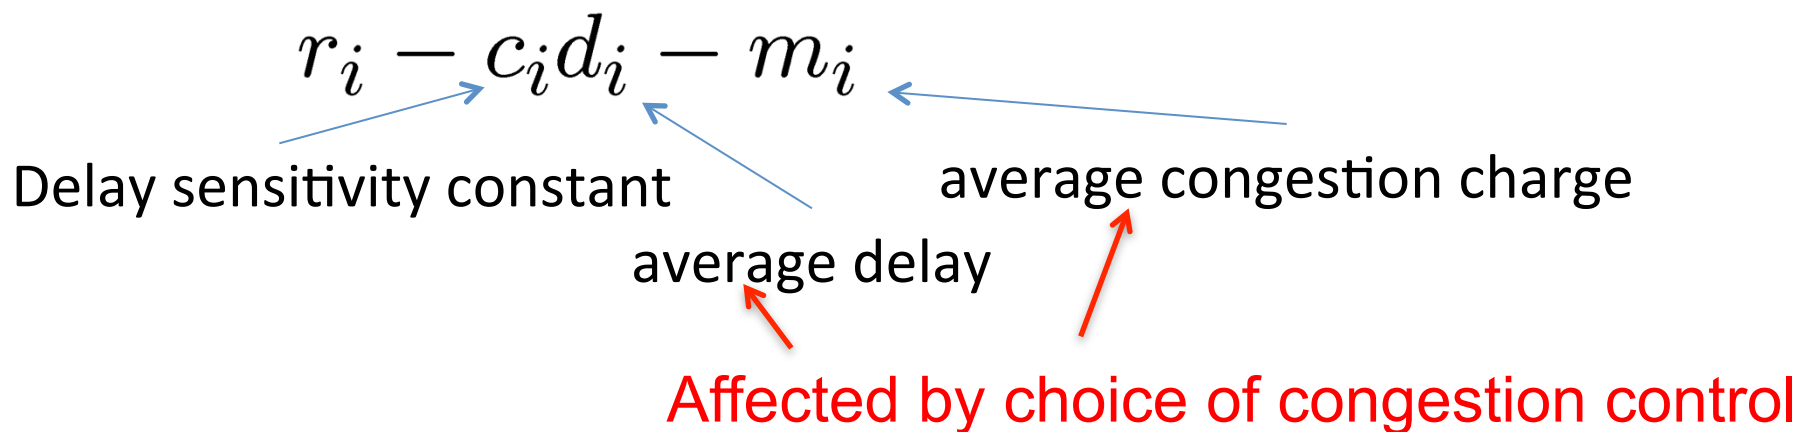 r_i − c_i d_i − m_i
Delay sensitivity constant
average congestion charge
average delay
Affected by choice of congestion control